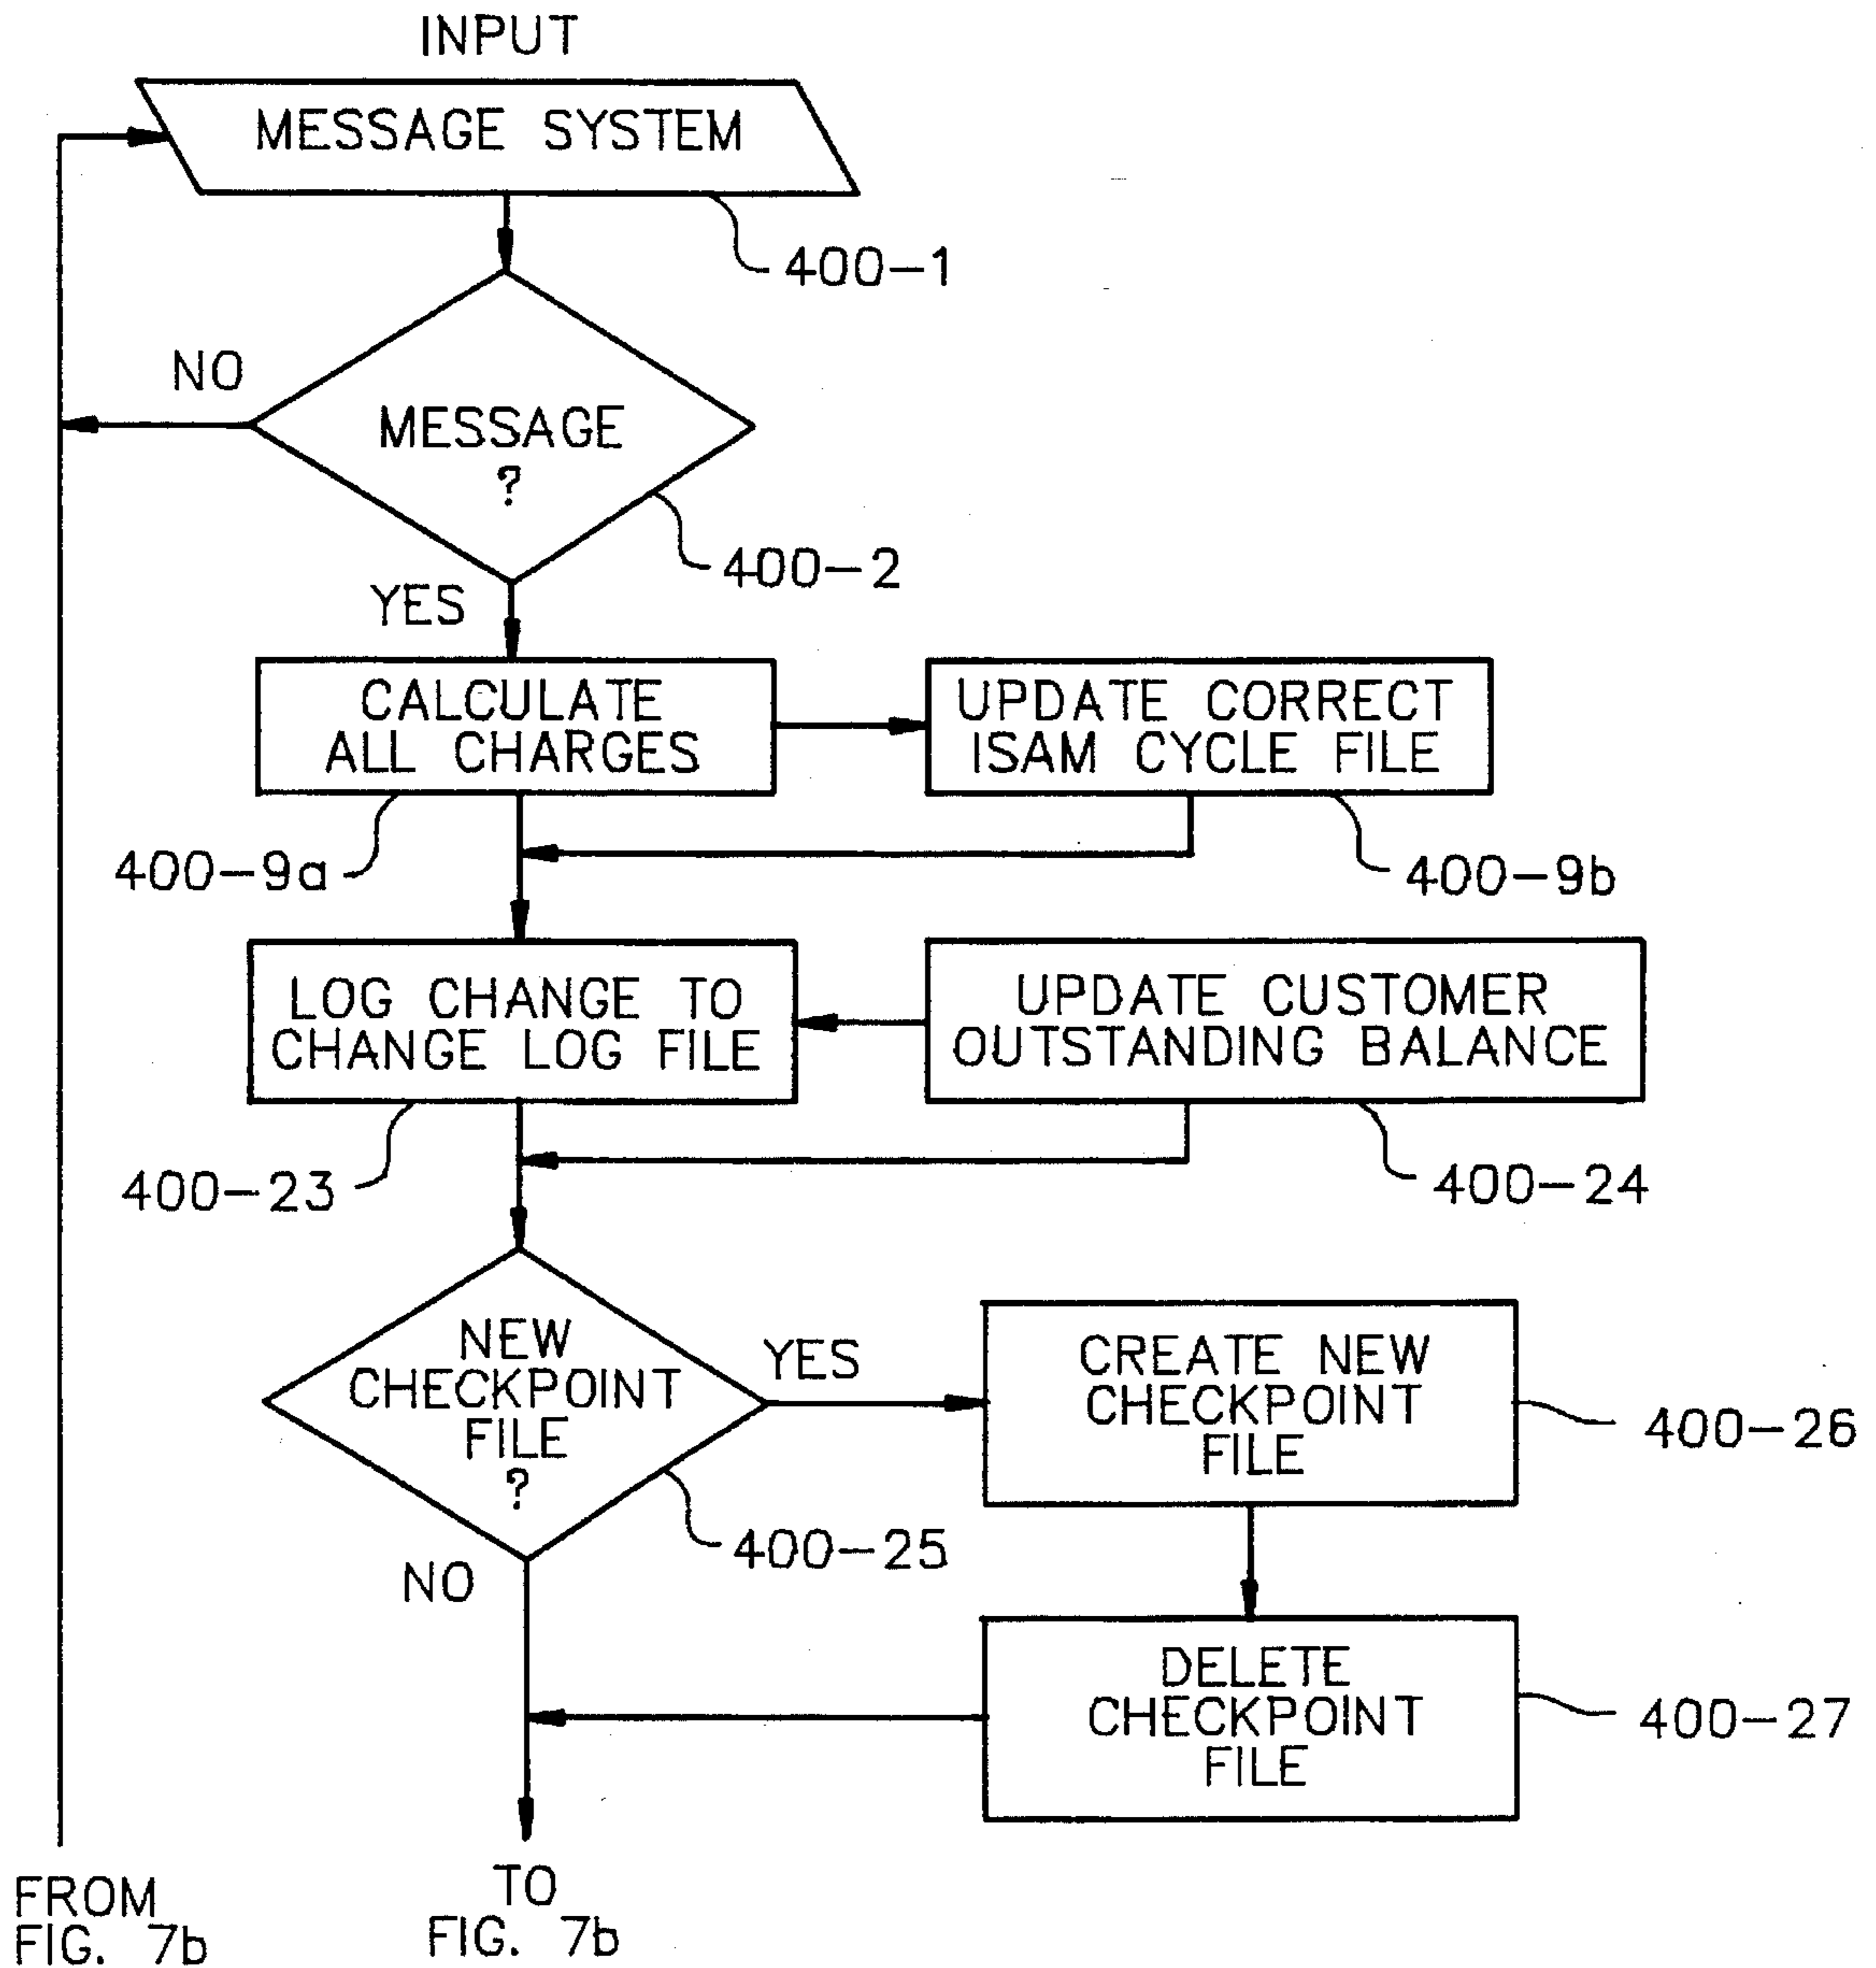 INPUT
MESSAGE SYSTEM
400-1
NO
MESSAGE
?
400-2
YES
CALCULATE
ALL CHARGES
UPDATE CORRECT
ISAM CYCLE FILE
400-9a
400-9b
LOG CHANGE TO
CHANGE LOG FILE
UPDATE CUSTOMER
OUTSTANDING BALANCE
400-23
400-24
NEW
CHECKPOINT
FILE
?
YES
CREATE NEW
CHECKPOINT
FILE
400-26
400-25
NO
DELETE
CHECKPOINT
FILE
400-27
FROM
FIG. 7b
TO
FIG. 7b